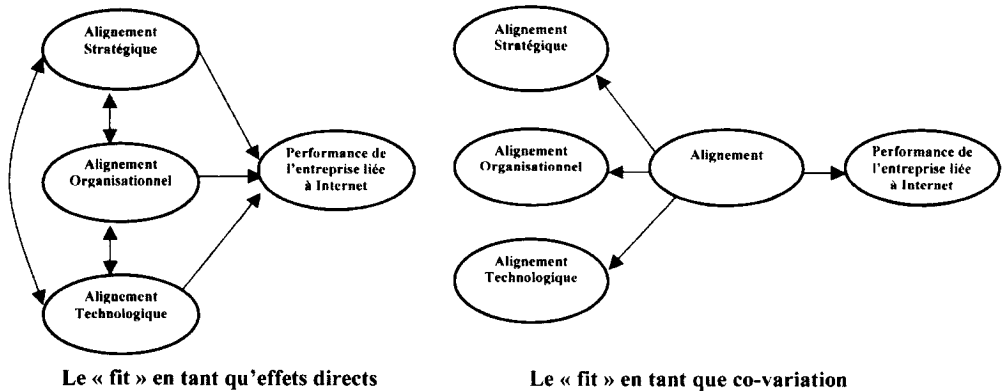 Alignement
Stratégique
Alignement
Organisationnel
Alignement
Technologique
Performance de
l'entreprise liée
à Internet
Le « fit » en tant qu'effets directs
Alignement
Stratégique
Alignement
Organisationnel
Alignement
Technologique
Alignement
Performance de
l'entreprise liée
à Internet
Le « fit » en tant que co-variation